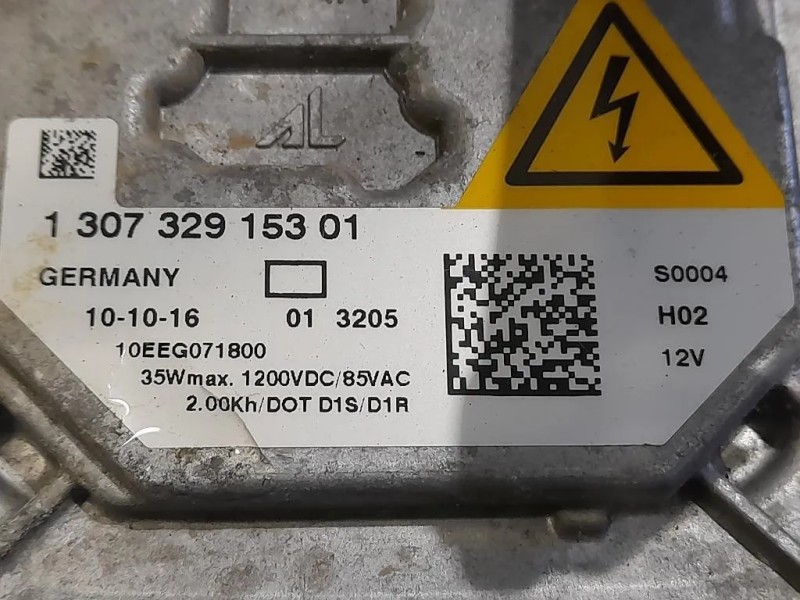 AL
1 307 329 153 01
GERMANY
S0004
10-10-16 01 3205
H02
10EEG071800
12V
35Wmax. 1200VDC/85VAC
2.00Kh/DOT D1S/D1R